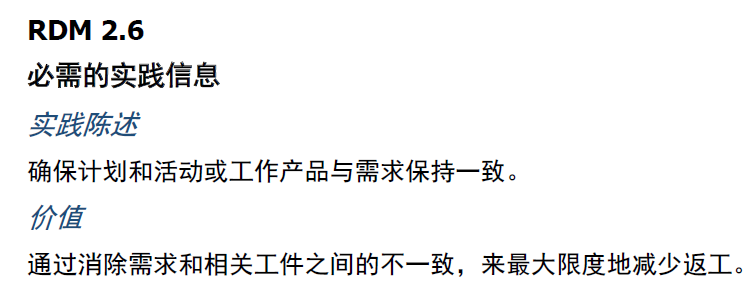 RDM 2.6
必需的实践信息
实践陈述
确保计划和活动或工作产品与需求保持一致。
价值
通过消除需求和相关工件之间的不一致，来最大限度地减少返工。